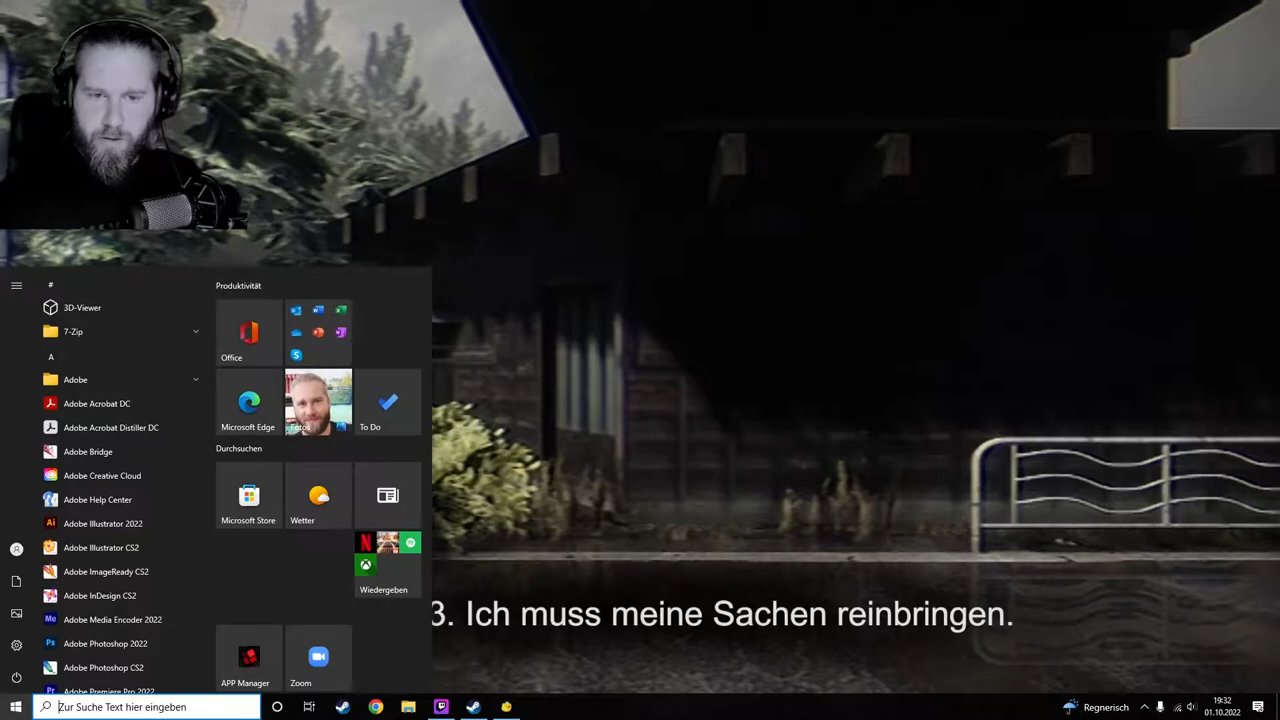 #
3D-Viewer
7-Zip
A
Adobe
Adobe Acrobat DC
Adobe Acrobat Distiller DC
Adobe Bridge
Adobe Creative Cloud
Adobe Help Center
Adobe Illustrator 2022
Adobe Illustrator CS2
Adobe ImageReady CS2
Adobe InDesign CS2
Adobe Media Encoder 2022
Adobe Photoshop 2022
Adobe Photoshop CS2
Adobe Premiere Pro 2022
Produktivität
Office
Microsoft Edge
Fotos
To Do
Durchsuchen
Microsoft Store
Wetter
Wiedergeben
APP Manager
Zoom
3. Ich muss meine Sachen reinbringen.
Zur Suche Text hier eingeben
Regnerisch
19:32
01.10.2022